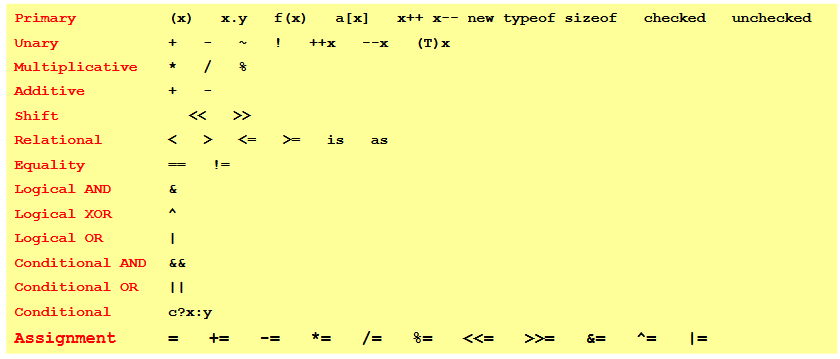 Primary (x) x.y f(x) a[x] x++ x-- new typeof sizeof checked unchecked
Unary + - ~ ! ++x --x (T)x
Multiplicative * / %
Additive + -
Shift << >>
Relational < > <= >= is as
Equality == !=
Logical AND &
Logical XOR ^
Logical OR |
Conditional AND &&
Conditional OR ||
Conditional c?x:y
Assignment = += -= *= /= %= <<= >>= &= ^= |=